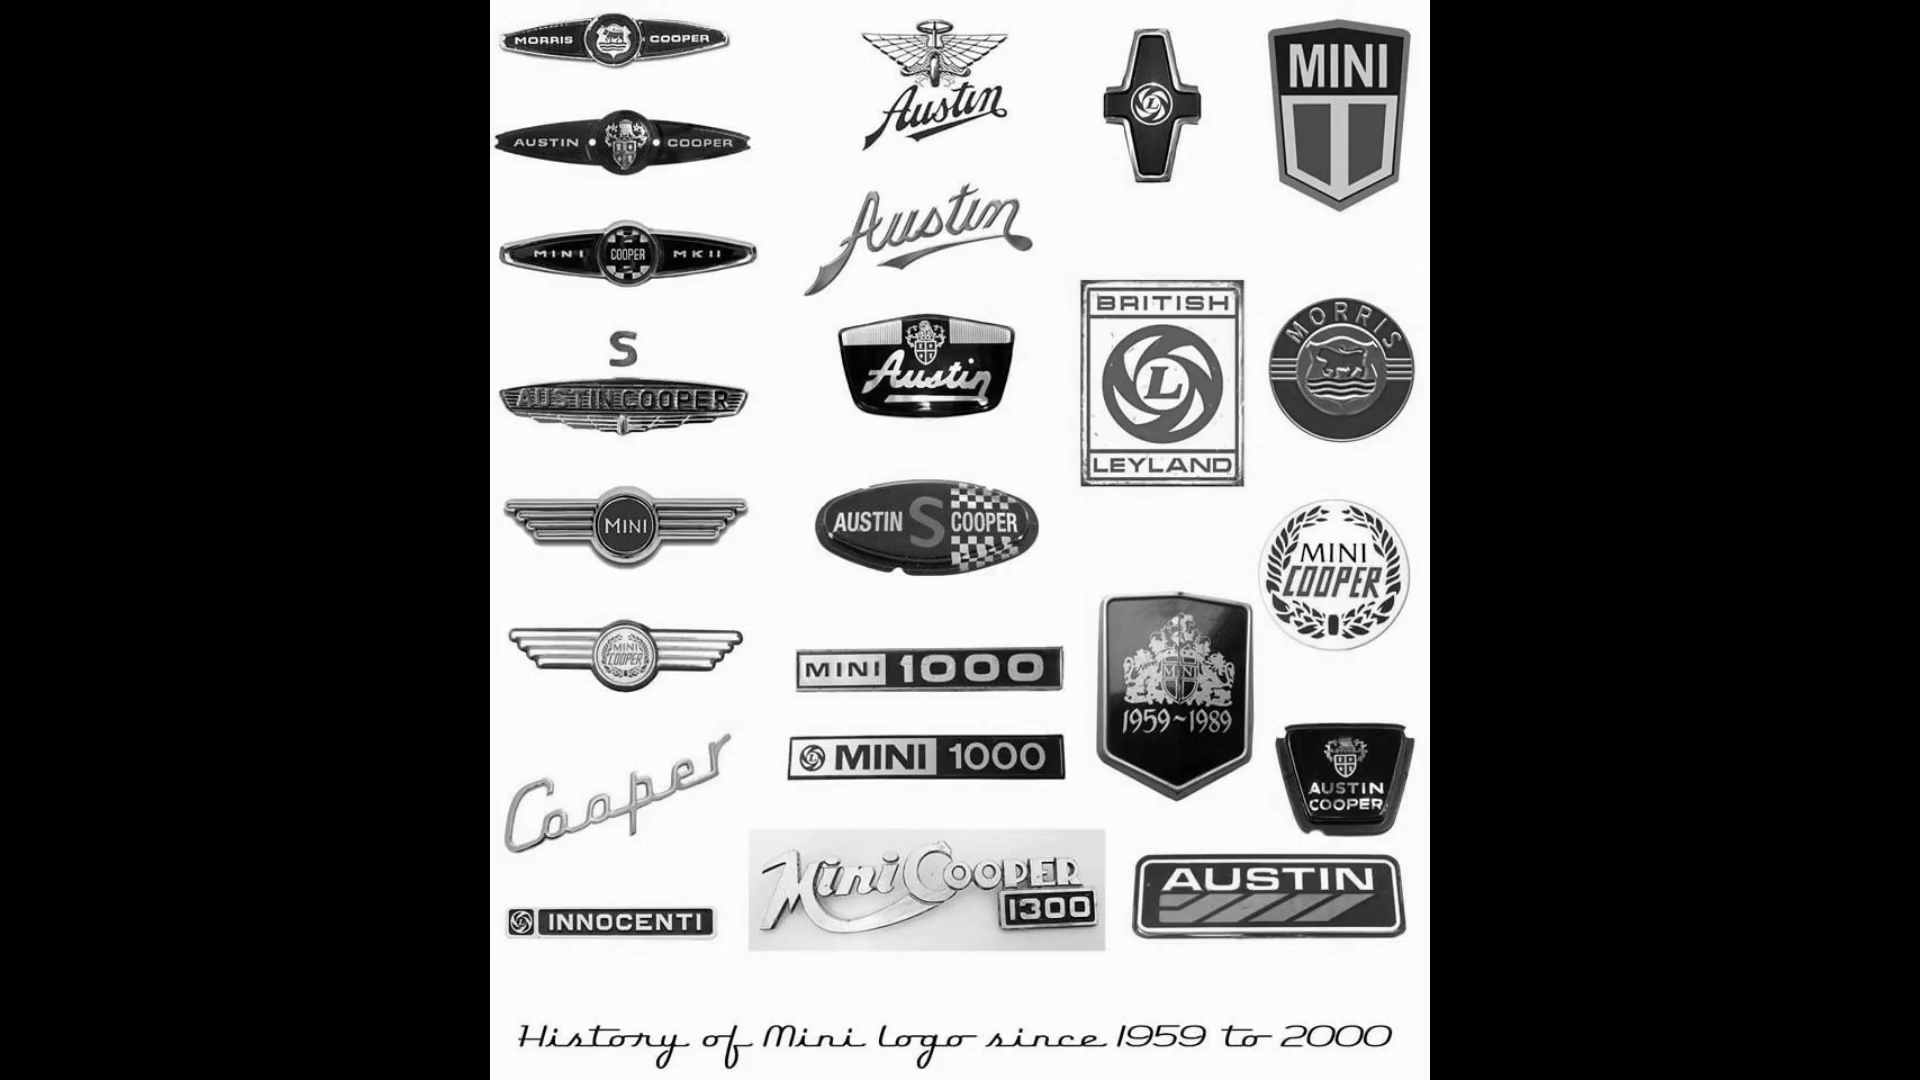 MORRIS COOPER
AUSTIN COOPER
MINI COOPER MKII
S
AUSTIN COOPER
MINI
MINI
COOPER
Cooper
L INNOCENTI
Austin
Austin
Austin
AUSTIN S COOPER
MINI 1000
L MINI 1000
Mini COOPER
1300
L
BRITISH
L
LEYLAND
MINI
1959~1989
MINI
MORRIS
MINI
COOPER
AUSTIN
COOPER
AUSTIN
History of Mini logo since 1959 to 2000